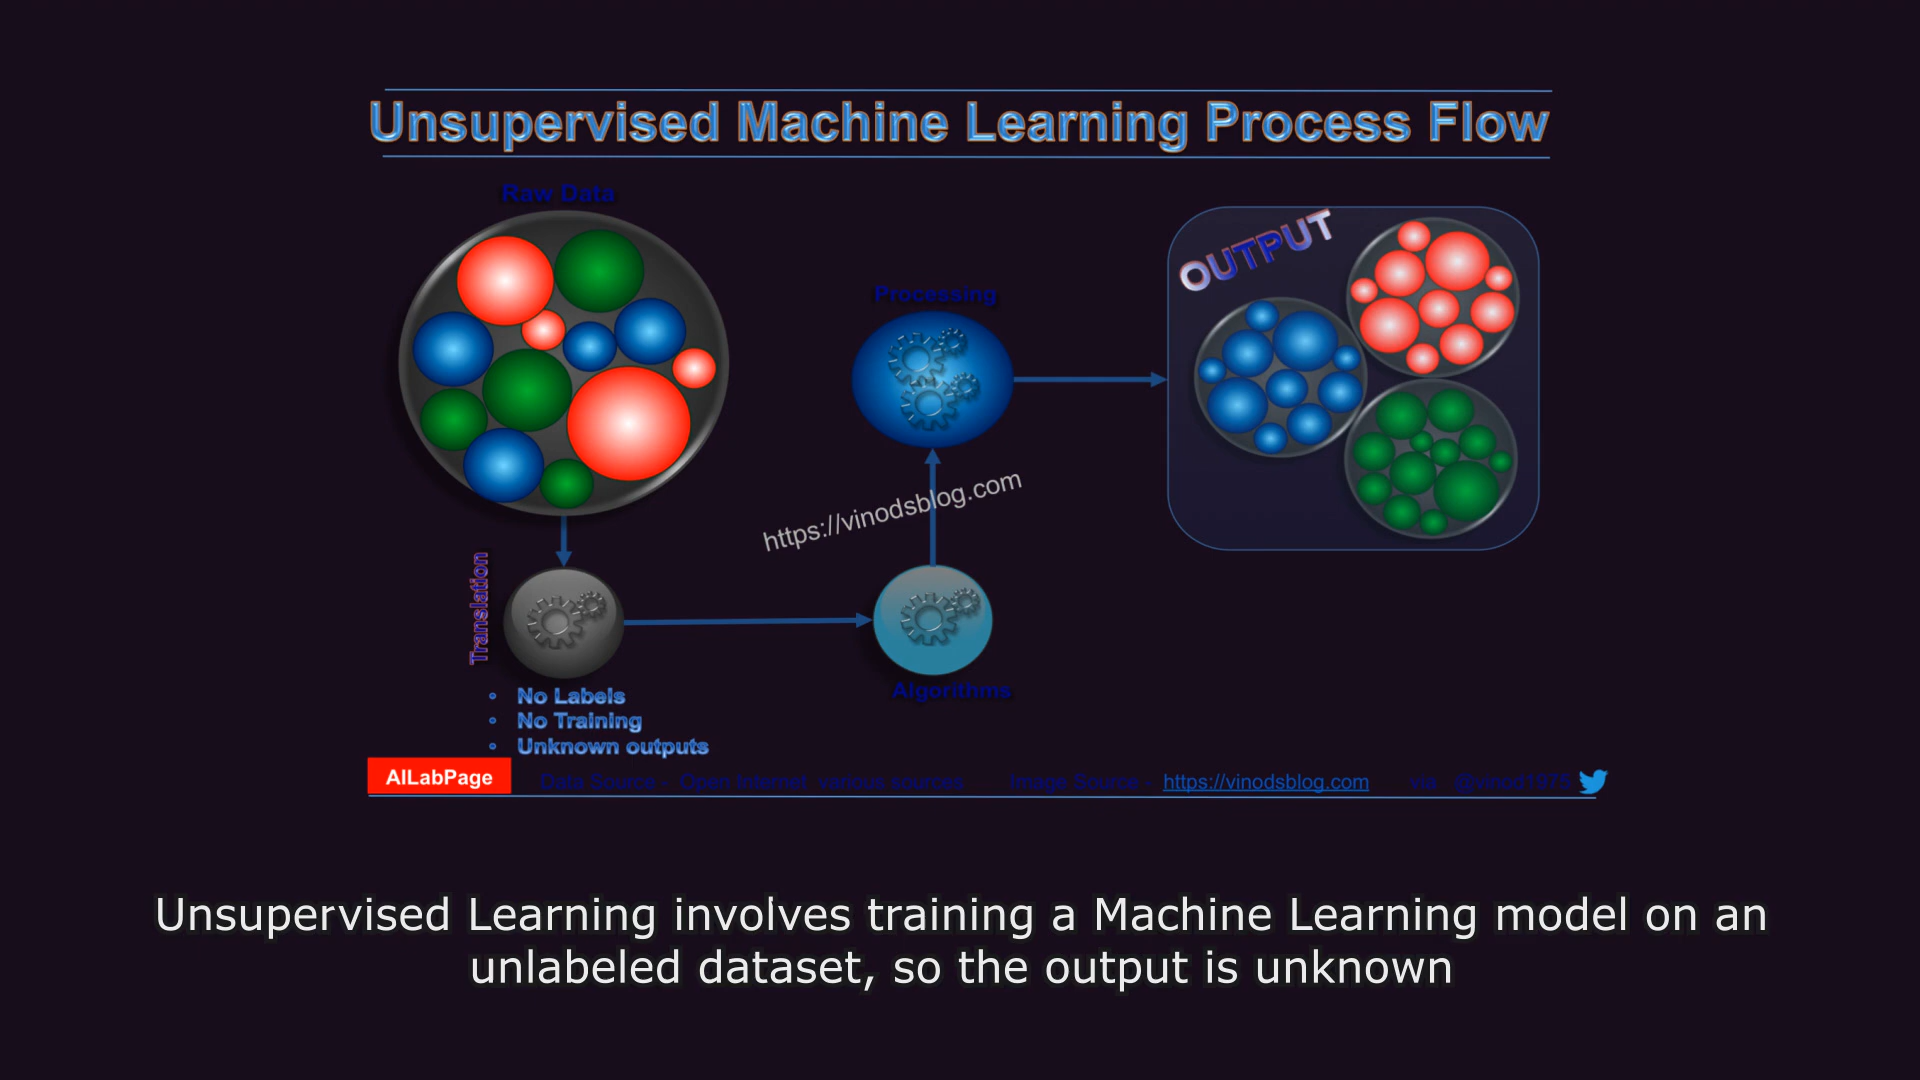 Unsupervised Machine Learning Process Flow
Raw Data
OUTPUT
Processing
https://vinodsblog.com
Translation
Algorithms
• No Labels
• No Training
• Unknown outputs
AILabPage
Data Source - Open Internet various sources Image Source - https://vinodsblog.com via @vinod1975
Unsupervised Learning involves training a Machine Learning model on an
unlabeled dataset, so the output is unknown